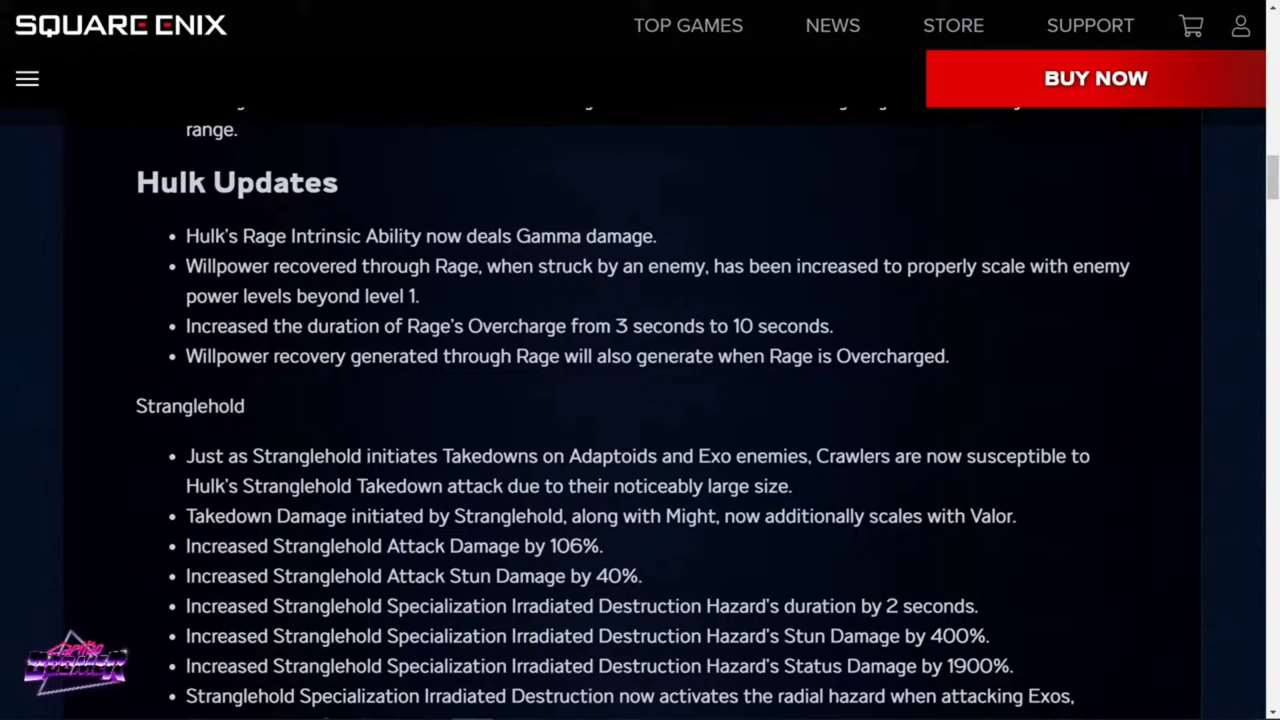 SQUARE ENIX
TOP GAMES NEWS STORE SUPPORT
BUY NOW
range.
Hulk Updates
• Hulk's Rage Intrinsic Ability now deals Gamma damage.
• Willpower recovered through Rage, when struck by an enemy, has been increased to properly scale with enemy
power levels beyond level 1.
• Increased the duration of Rage's Overcharge from 3 seconds to 10 seconds.
• Willpower recovery generated through Rage will also generate when Rage is Overcharged.
Stranglehold
• Just as Stranglehold initiates Takedowns on Adaptoids and Exo enemies, Crawlers are now susceptible to
Hulk's Stranglehold Takedown attack due to their noticeably large size.
• Takedown Damage initiated by Stranglehold, along with Might, now additionally scales with Valor.
• Increased Stranglehold Attack Damage by 106%.
• Increased Stranglehold Attack Stun Damage by 40%.
• Increased Stranglehold Specialization Irradiated Destruction Hazard's duration by 2 seconds.
• Increased Stranglehold Specialization Irradiated Destruction Hazard's Stun Damage by 400%.
• Increased Stranglehold Specialization Irradiated Destruction Hazard's Status Damage by 1900%.
• Stranglehold Specialization Irradiated Destruction now activates the radial hazard when attacking Exos,